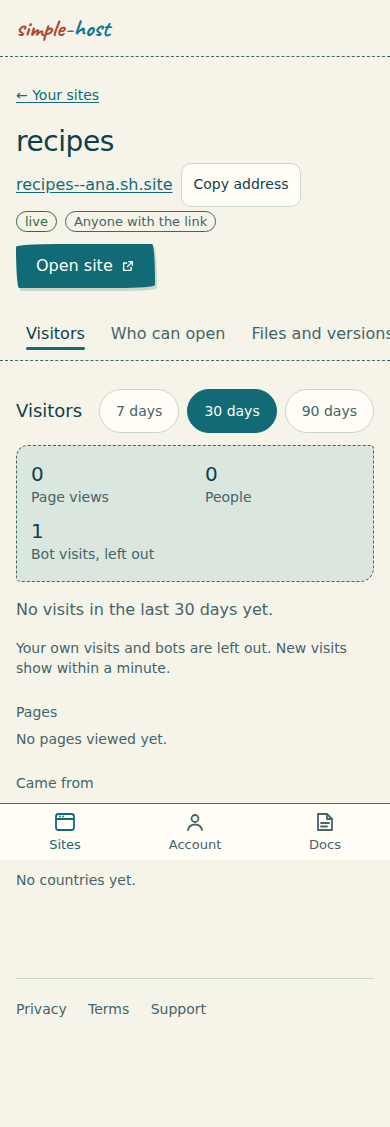 simple-host
← Your sites
recipes
recipes--ana.sh.site Copy address
live Anyone with the link
Open site
Visitors Who can open Files and versions
Visitors 7 days 30 days 90 days
0 0
Page views People
1
Bot visits, left out
No visits in the last 30 days yet.
Your own visits and bots are left out. New visits
show within a minute.
Pages
No pages viewed yet.
Came from
Sites Account Docs
No countries yet.
Privacy Terms Support